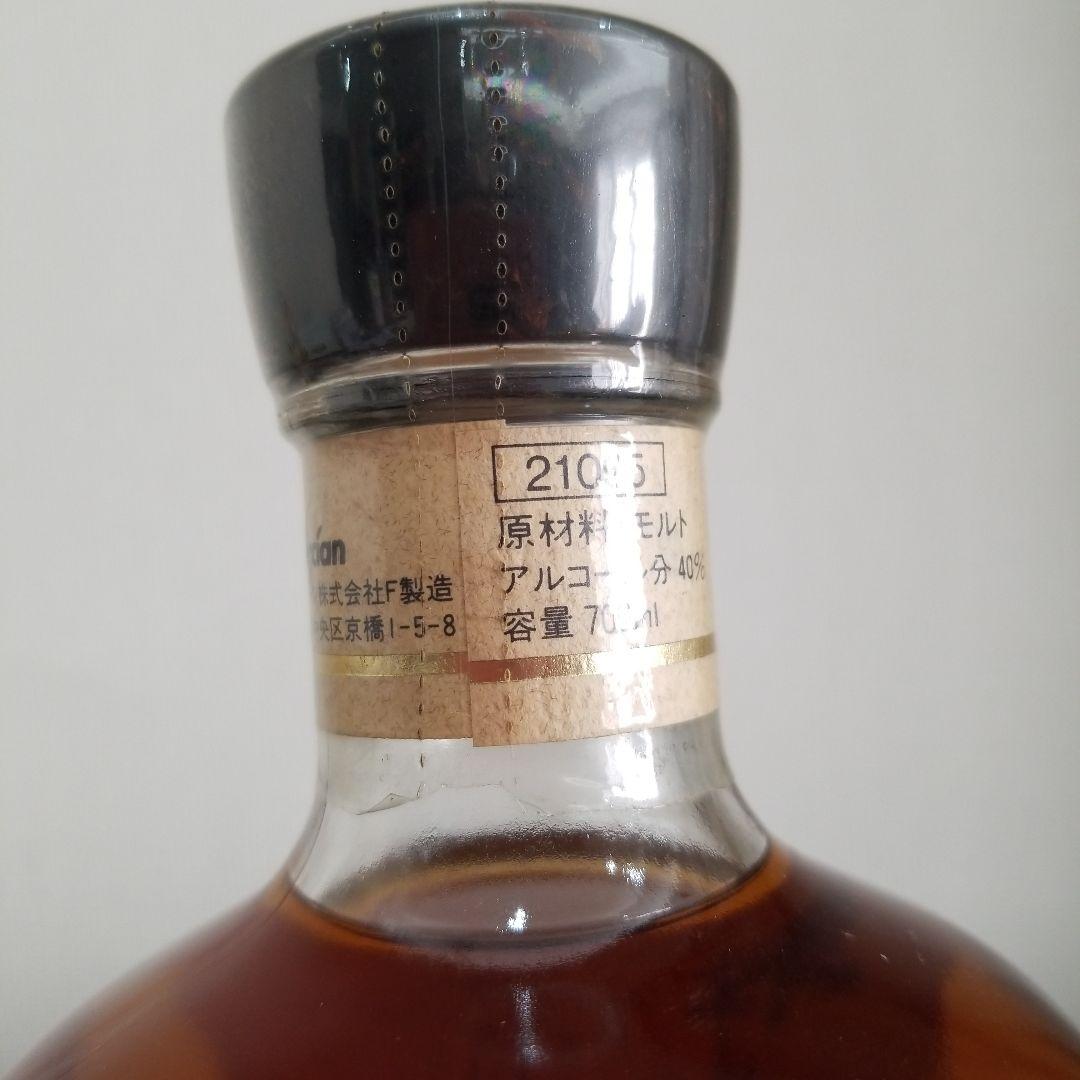 株式会社F製造
央区京橋1-5-8
原材料 モルト
アルコール分 40%
容量